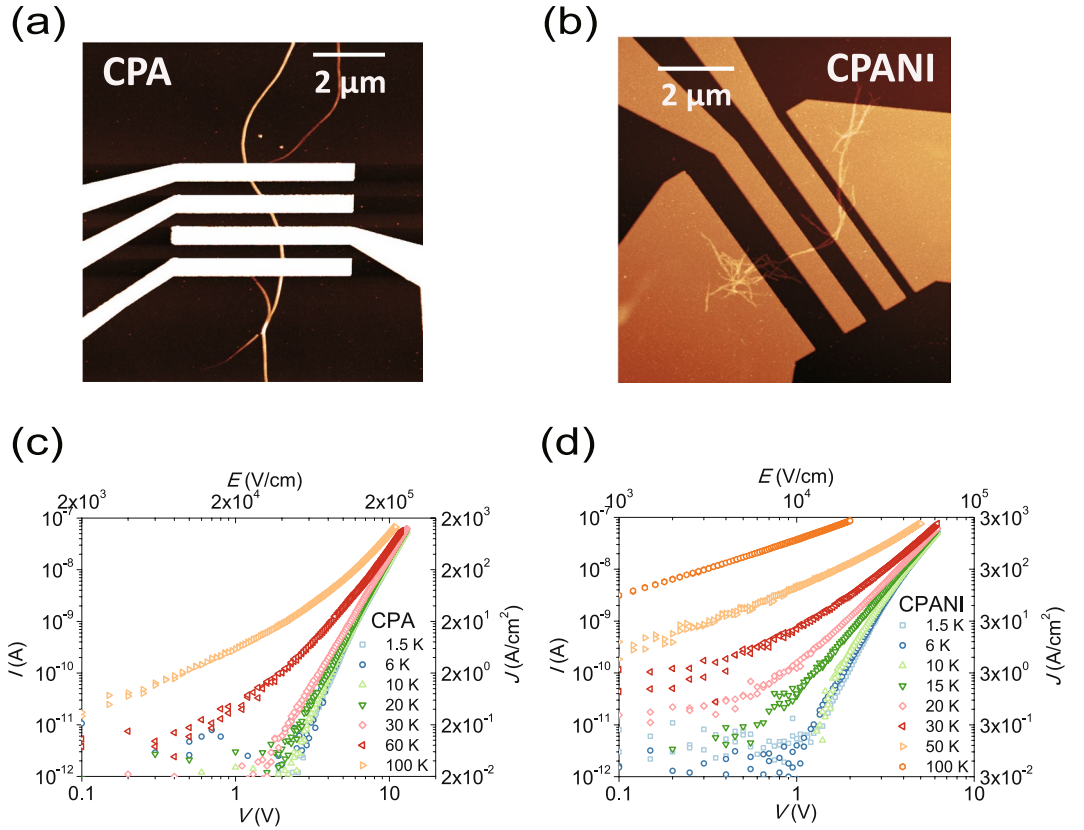 (a)
CPA
2 μm
(b)
CPANI
2 μm
(c)
E (V/cm)
2x10³ 2x10⁴ 2x10⁵
10⁻⁷
10⁻⁸
10⁻⁹
10⁻¹⁰
10⁻¹¹
10⁻¹²
I (A)
CPA
1.5 K
6 K
10 K
20 K
30 K
60 K
100 K
2x10³
2x10²
2x10¹
2x10⁰
2x10⁻¹
2x10⁻²
J (A/cm²)
0.1 1 10
V (V)
(d)
E (V/cm)
10³ 10⁴ 10⁵
10⁻⁷
10⁻⁸
10⁻⁹
10⁻¹⁰
10⁻¹¹
10⁻¹²
I (A)
CPANI
1.5 K
6 K
10 K
15 K
20 K
30 K
50 K
100 K
3x10³
3x10²
3x10¹
3x10⁰
3x10⁻¹
3x10⁻²
J (A/cm²)
0.1 1 10
V (V)